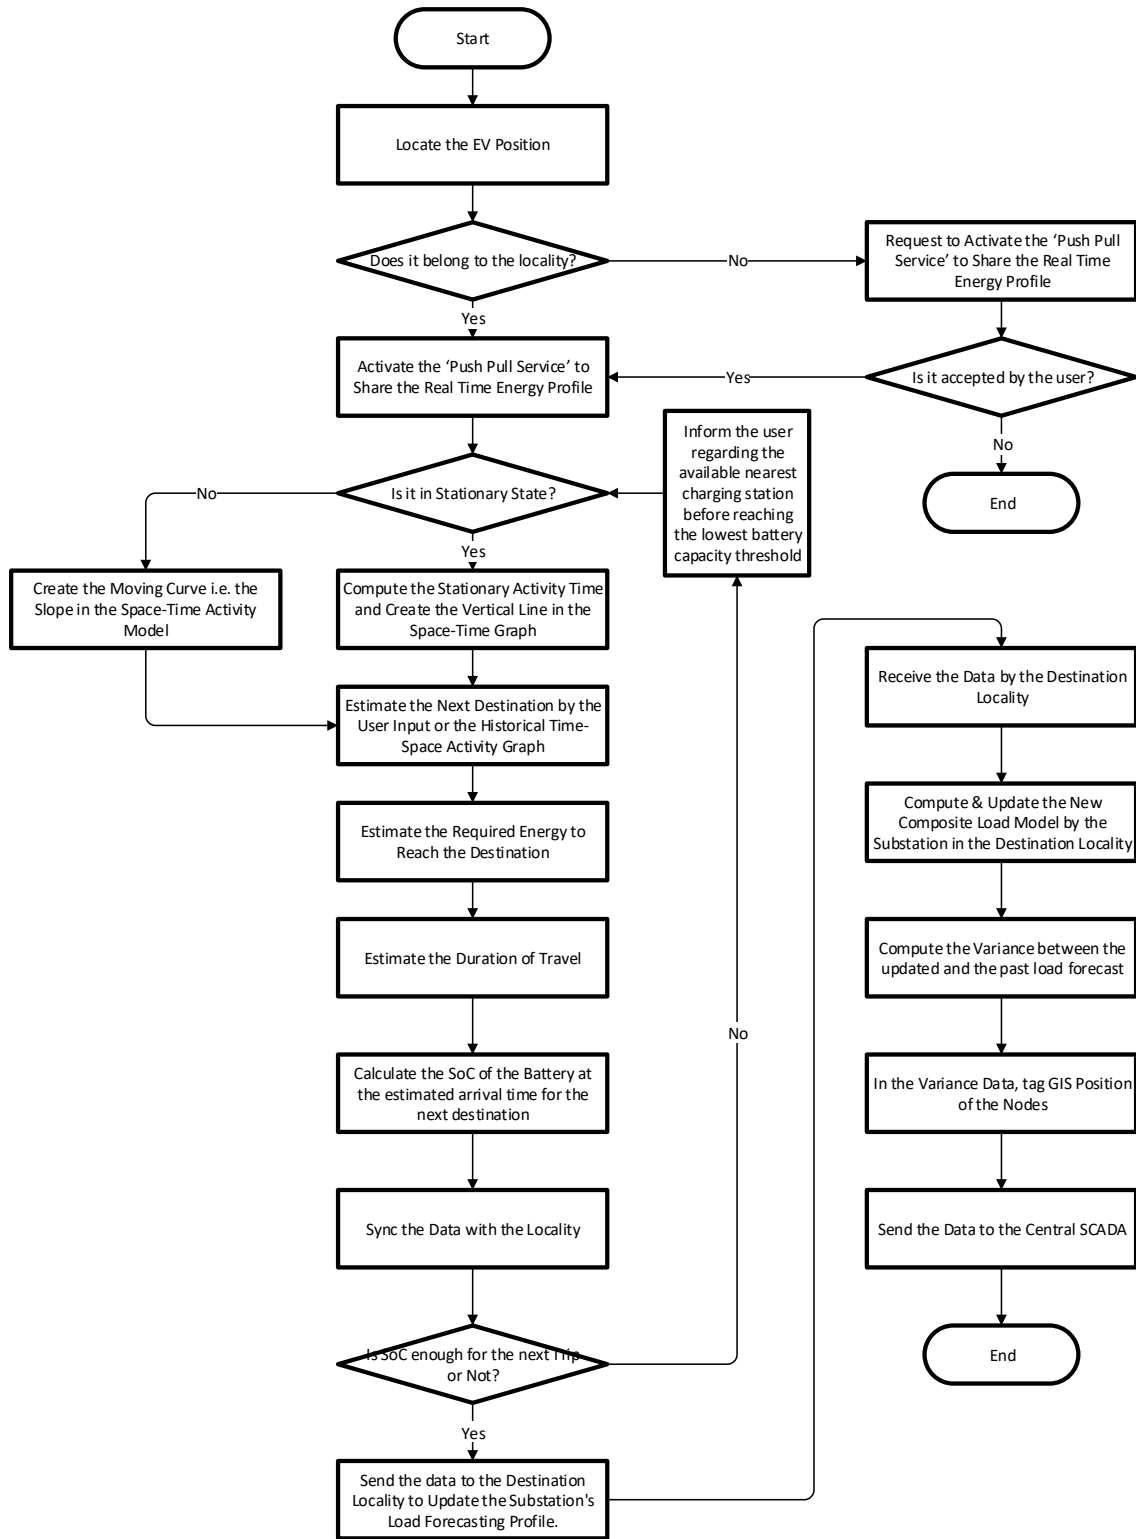 Start
Locate the EV Position
Does it belong to the locality?
No
Request to Activate the ‘Push Pull
Service’ to Share the Real Time
Energy Profile
Yes
Activate the ‘Push Pull Service’ to
Share the Real Time Energy Profile
Yes
Is it accepted by the user?
No
End
Inform the user
regarding the
available nearest
charging station
before reaching
the lowest battery
capacity threshold
Is it in Stationary State?
No
Yes
Create the Moving Curve i.e. the
Slope in the Space-Time Activity
Model
Compute the Stationary Activity Time
and Create the Vertical Line in the
Space-Time Graph
Estimate the Next Destination by the
User Input or the Historical Time-
Space Activity Graph
Estimate the Required Energy to
Reach the Destination
Estimate the Duration of Travel
Calculate the SoC of the Battery at
the estimated arrival time for the
next destination
Sync the Data with the Locality
Is SoC enough for the next Trip
or Not?
No
Yes
Send the data to the Destination
Locality to Update the Substation's
Load Forecasting Profile.
Receive the Data by the Destination
Locality
Compute & Update the New
Composite Load Model by the
Substation in the Destination Locality
Compute the Variance between the
updated and the past load forecast
In the Variance Data, tag GIS Position
of the Nodes
Send the Data to the Central SCADA
End